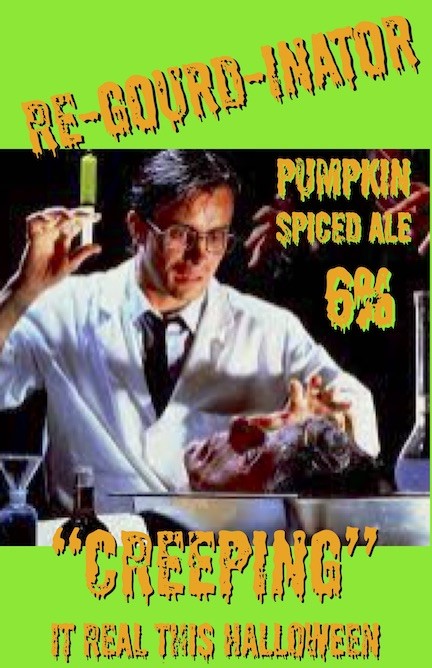 RE-GOURD-INATOR
PUMPKIN
SPICED ALE
6%
“CREEPING”
IT REAL THIS HALLOWEEN